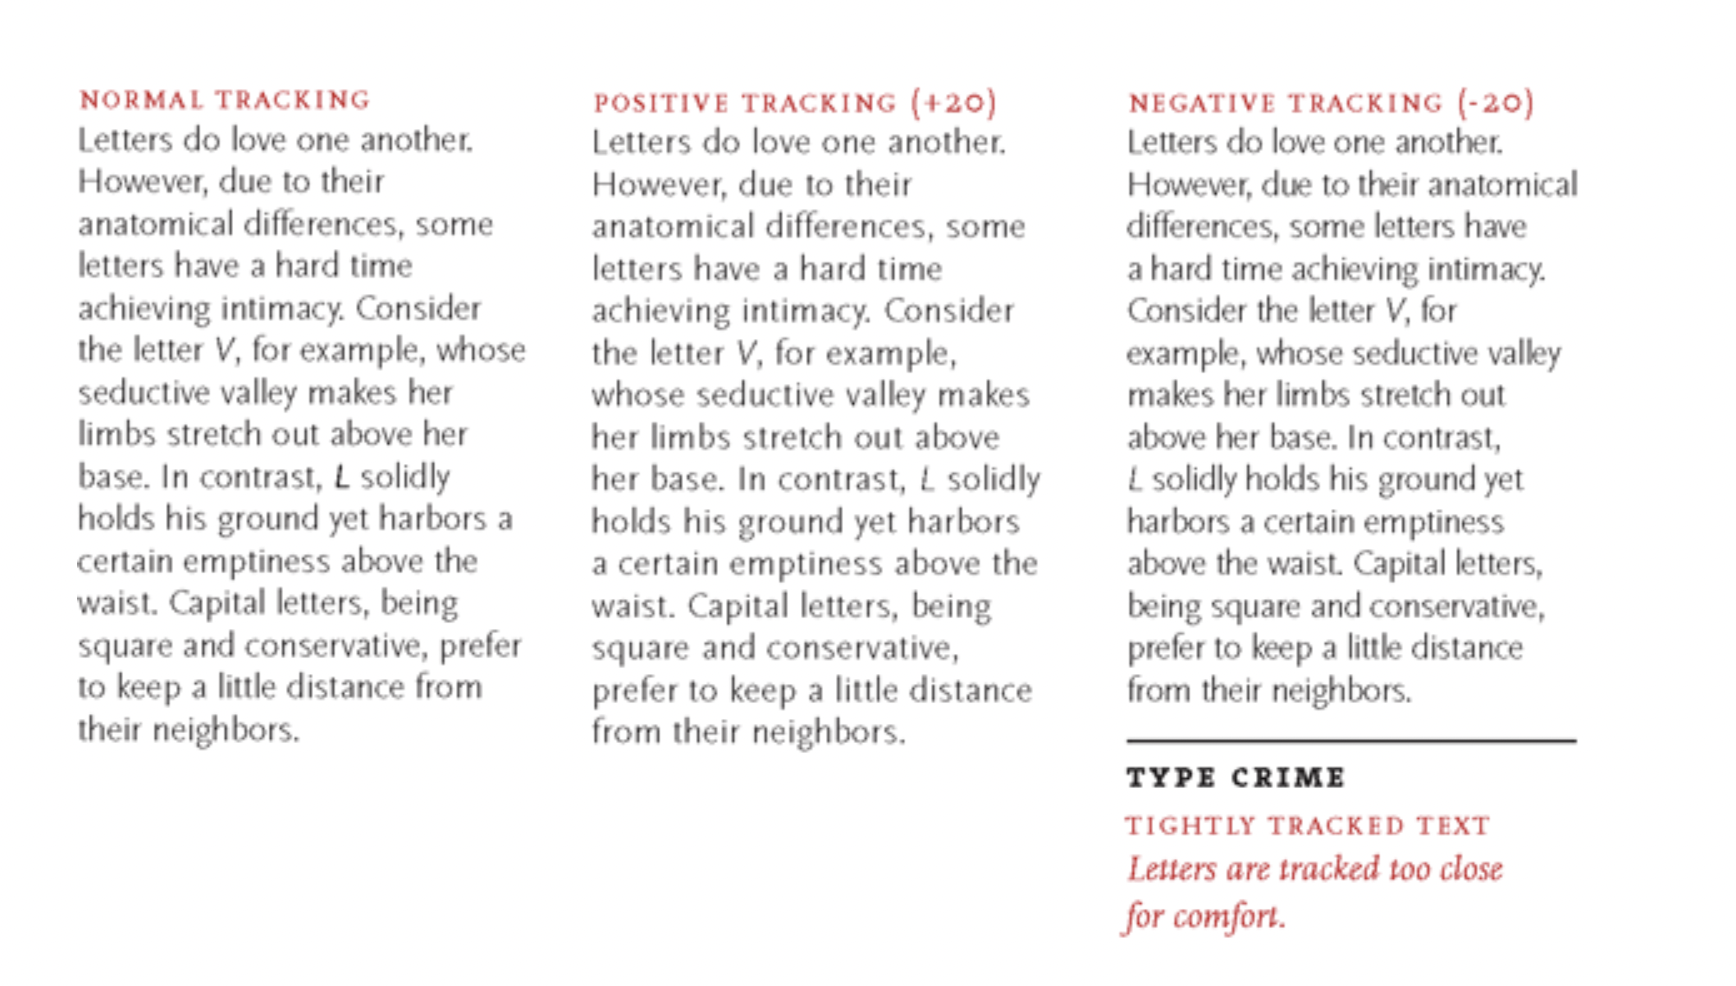 NORMAL TRACKING
Letters do love one another.
However, due to their
anatomical differences, some
letters have a hard time
achieving intimacy. Consider
the letter V, for example, whose
seductive valley makes her
limbs stretch out above her
base. In contrast, L solidly
holds his ground yet harbors a
certain emptiness above the
waist. Capital letters, being
square and conservative, prefer
to keep a little distance from
their neighbors.
POSITIVE TRACKING (+20)
Letters do love one another.
However, due to their
anatomical differences, some
letters have a hard time
achieving intimacy. Consider
the letter V, for example,
whose seductive valley makes
her limbs stretch out above
her base. In contrast, L solidly
holds his ground yet harbors
a certain emptiness above the
waist. Capital letters, being
square and conservative,
prefer to keep a little distance
from their neighbors.
NEGATIVE TRACKING (-20)
Letters do love one another.
However, due to their anatomical
differences, some letters have
a hard time achieving intimacy.
Consider the letter V, for
example, whose seductive valley
makes her limbs stretch out
above her base. In contrast,
L solidly holds his ground yet
harbors a certain emptiness
above the waist. Capital letters,
being square and conservative,
prefer to keep a little distance
from their neighbors.
TYPE CRIME
TIGHTLY TRACKED TEXT
Letters are tracked too close
for comfort.